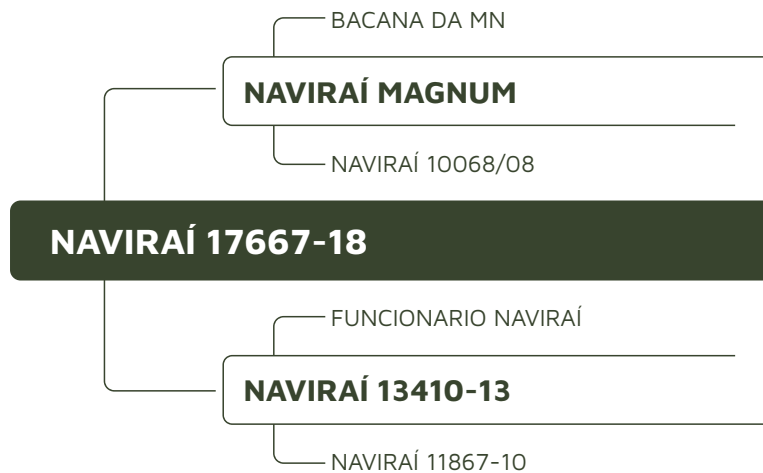 BACANA DA MN
NAVIRAÍ MAGNUM
NAVIRAÍ 10068/08
NAVIRAÍ 17667-18
FUNCIONARIO NAVIRAÍ
NAVIRAÍ 13410-13
NAVIRAÍ 11867-10